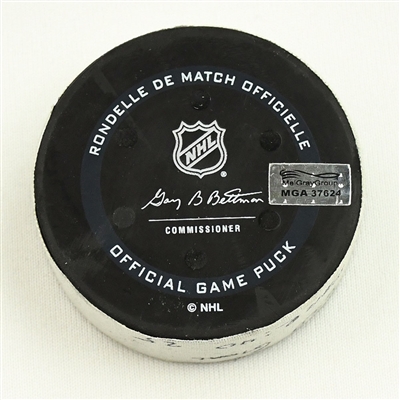 RONDELLE DE MATCH OFFICIELLE
NHL
®
MeiGrayGroup
MGA 37624
Gary B Bettman
COMMISSIONER
OFFICIAL GAME PUCK
© NHL